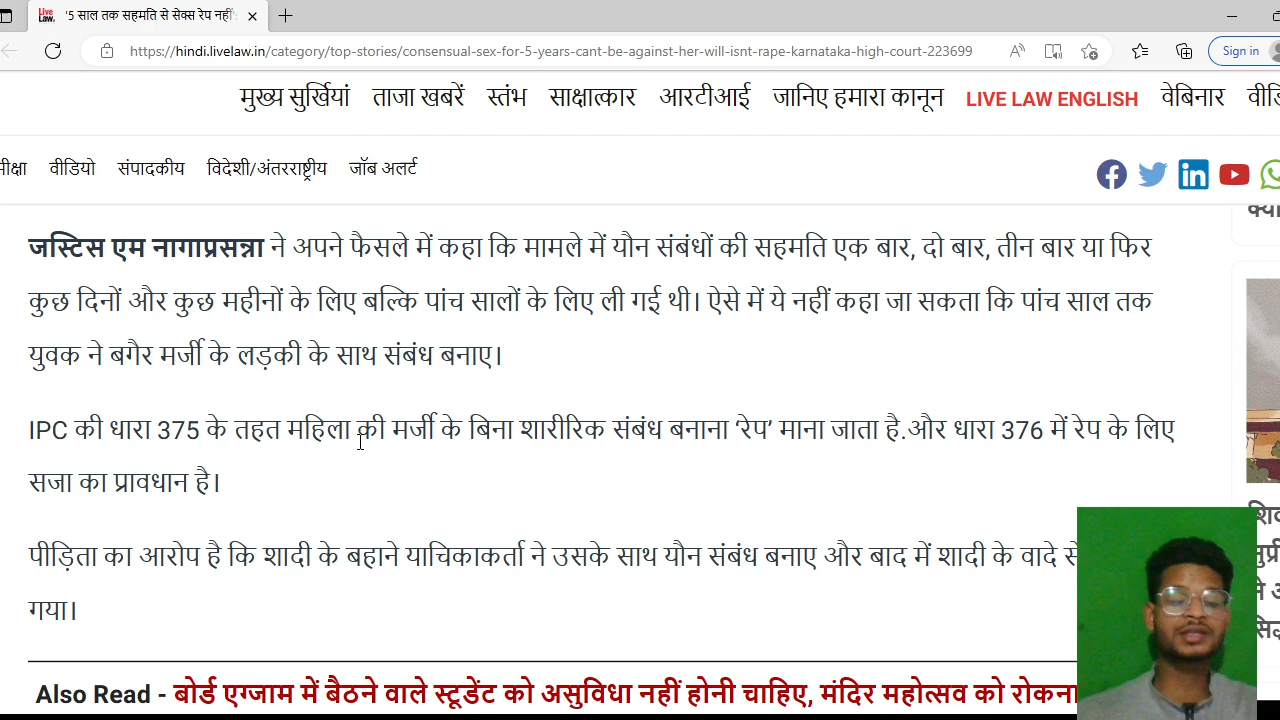 Live Law.
'5 साल तक सहमति से सेक्स रेप नहीं
https://hindi.livelaw.in/category/top-stories/consensual-sex-for-5-years-cant-be-against-her-will-isnt-rape-karnataka-high-court-223699
Sign in
मुख्य सुर्खियां ताजा खबरें स्तंभ साक्षात्कार आरटीआई जानिए हमारा कानून LIVE LAW ENGLISH वेबिनार
वीडियो संपादकीय विदेशी/अंतरराष्ट्रीय जॉब अलर्ट
जस्टिस एम नागाप्रसन्ना ने अपने फैसले में कहा कि मामले में यौन संबंधों की सहमति एक बार, दो बार, तीन बार या फिर
कुछ दिनों और कुछ महीनों के लिए बल्कि पांच सालों के लिए ली गई थी। ऐसे में ये नहीं कहा जा सकता कि पांच साल तक
युवक ने बगैर मर्जी के लड़की के साथ संबंध बनाए।
IPC की धारा 375 के तहत महिला की मर्जी के बिना शारीरिक संबंध बनाना ‘रेप’ माना जाता है.और धारा 376 में रेप के लिए
सजा का प्रावधान है।
पीड़िता का आरोप है कि शादी के बहाने याचिकाकर्ता ने उसके साथ यौन संबंध बनाए और बाद में शादी के वादे से
गया।
Also Read - बोर्ड एग्जाम में बैठने वाले स्टूडेंट को असुविधा नहीं होनी चाहिए, मंदिर महोत्सव को रोकना